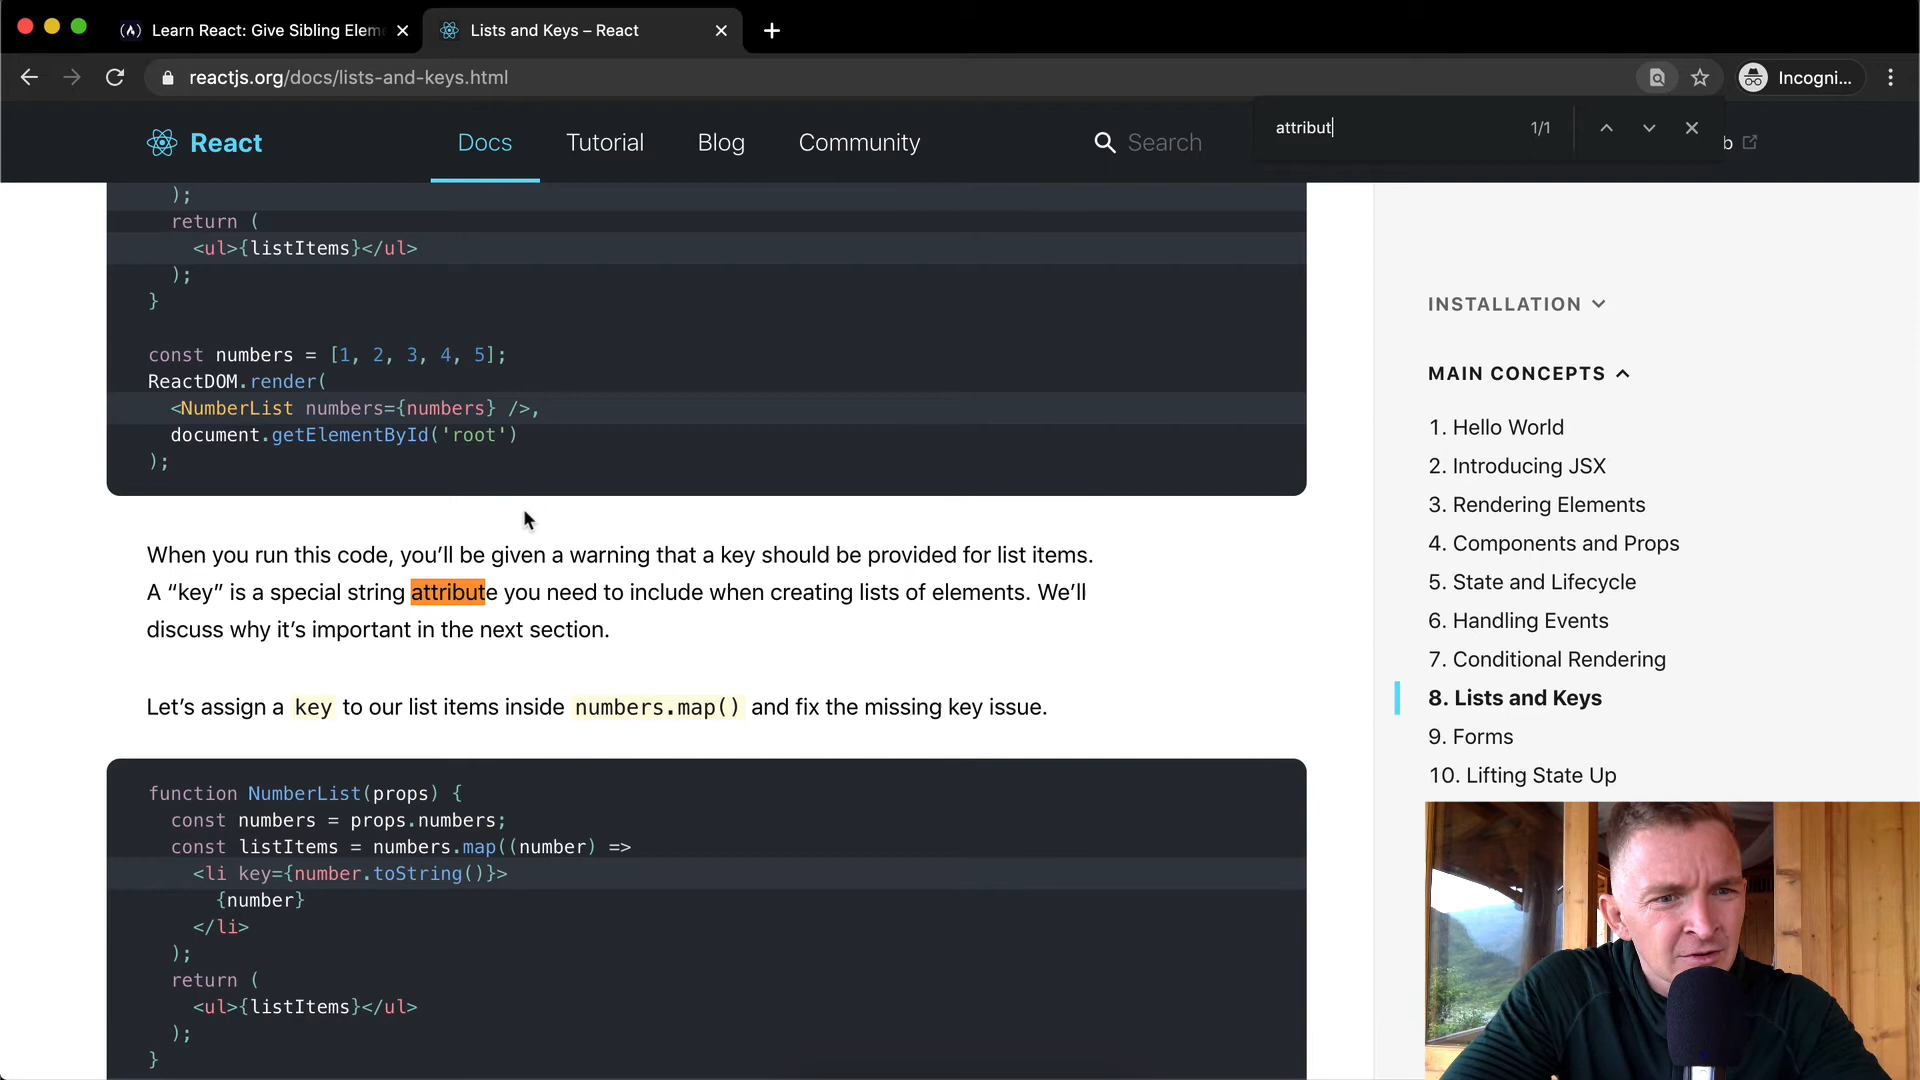 Learn React: Give Sibling Elem
Lists and Keys – React
reactjs.org/docs/lists-and-keys.html
Incogni...
React
Docs
Tutorial
Blog
Community
Search
attribut
1/1
b
);
return (
<ul>{listItems}</ul>
);
}
const numbers = [1, 2, 3, 4, 5];
ReactDOM.render(
<NumberList numbers={numbers} />,
document.getElementById('root')
);
When you run this code, you’ll be given a warning that a key should be provided for list items.
A “key” is a special string attribute you need to include when creating lists of elements. We’ll
discuss why it’s important in the next section.
Let’s assign a key to our list items inside numbers.map() and fix the missing key issue.
function NumberList(props) {
const numbers = props.numbers;
const listItems = numbers.map((number) =>
<li key={number.toString()}>
{number}
</li>
);
return (
<ul>{listItems}</ul>
);
}
INSTALLATION
MAIN CONCEPTS
1. Hello World
2. Introducing JSX
3. Rendering Elements
4. Components and Props
5. State and Lifecycle
6. Handling Events
7. Conditional Rendering
8. Lists and Keys
9. Forms
10. Lifting State Up